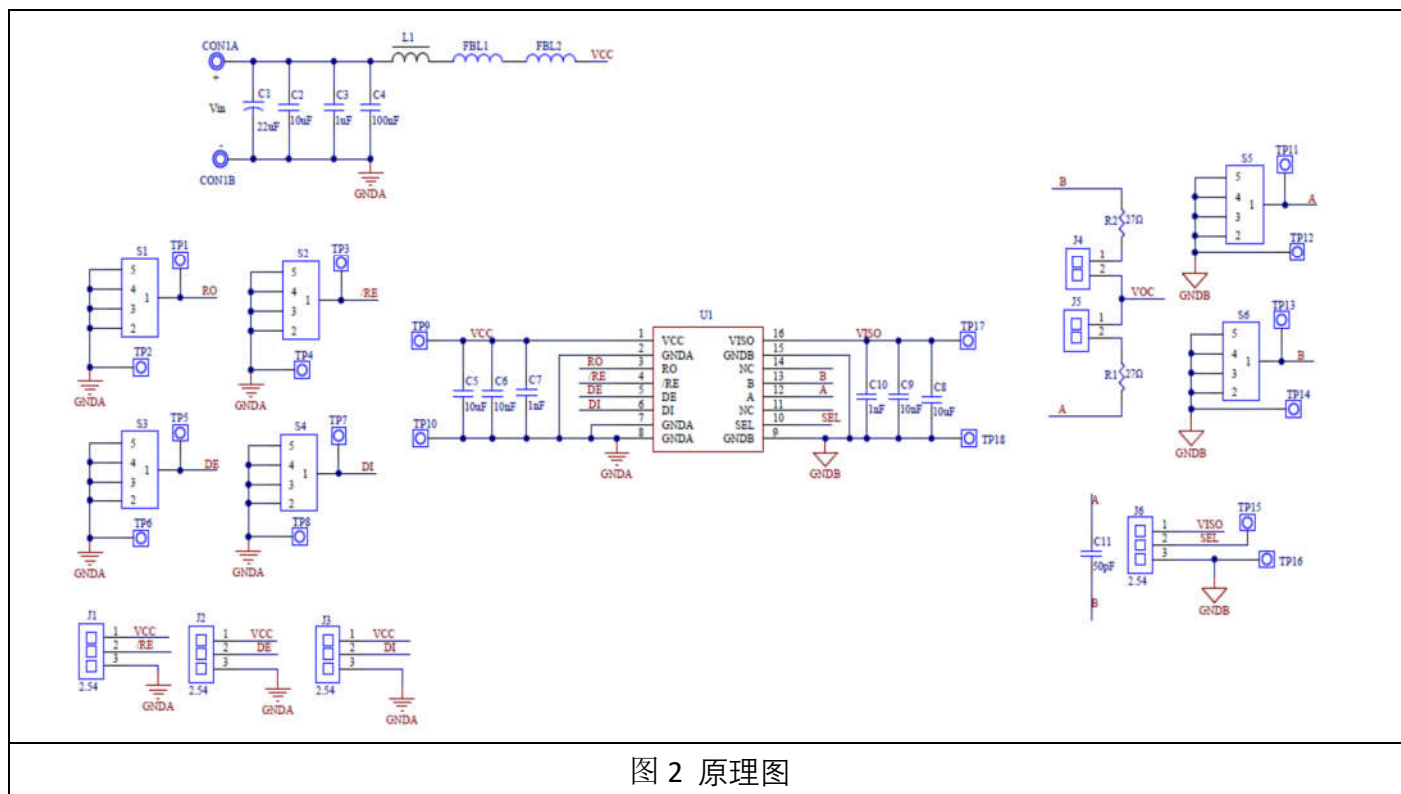 CON1A
+
Vin
-
CON1B
C1
22uF
C2
10uF
C3
1uF
C4
100uF
GNDA
L1
FBL1
FBL2
VCC
S1
5
4
3
2
1
TP1
RO
TP2
GNDA
S2
5
4
3
2
1
TP3
/RE
TP4
GNDA
S3
5
4
3
2
1
TP5
DE
TP6
GNDA
S4
5
4
3
2
1
TP7
DI
TP8
GNDA
J1
1 VCC
2 /RE
3
2.54
GNDA
J2
1 VCC
2 DE
3
2.54
GNDA
J3
1 VCC
2 DI
3
2.54
GNDA
TP9
TP10
VCC
C5
10uF
C6
10nF
C7
1uF
RO
/RE
DE
DI
GNDA
U1
1 VCC VISO 16
2 GNDA GNDB 15
3 RO NC 14
4 /RE B 13
5 DE A 12
6 DI NC 11
7 GNDA SEL 10
8 GNDA GNDB 9
VISO
B
A
SEL
GNDB
C10
1uF
C9
10nF
C8
10uF
TP17
TP18
B
R2
27Ω
J4
1
2
VOC
J5
1
2
R1
27Ω
A
S5
5
4
3
2
1
TP11
A
TP12
GNDB
S6
5
4
3
2
1
TP13
B
TP14
GNDB
A
C11
50pF
B
J6
1 VISO
2 SEL
3
2.54
TP15
TP16
GNDB
图 2 原理图